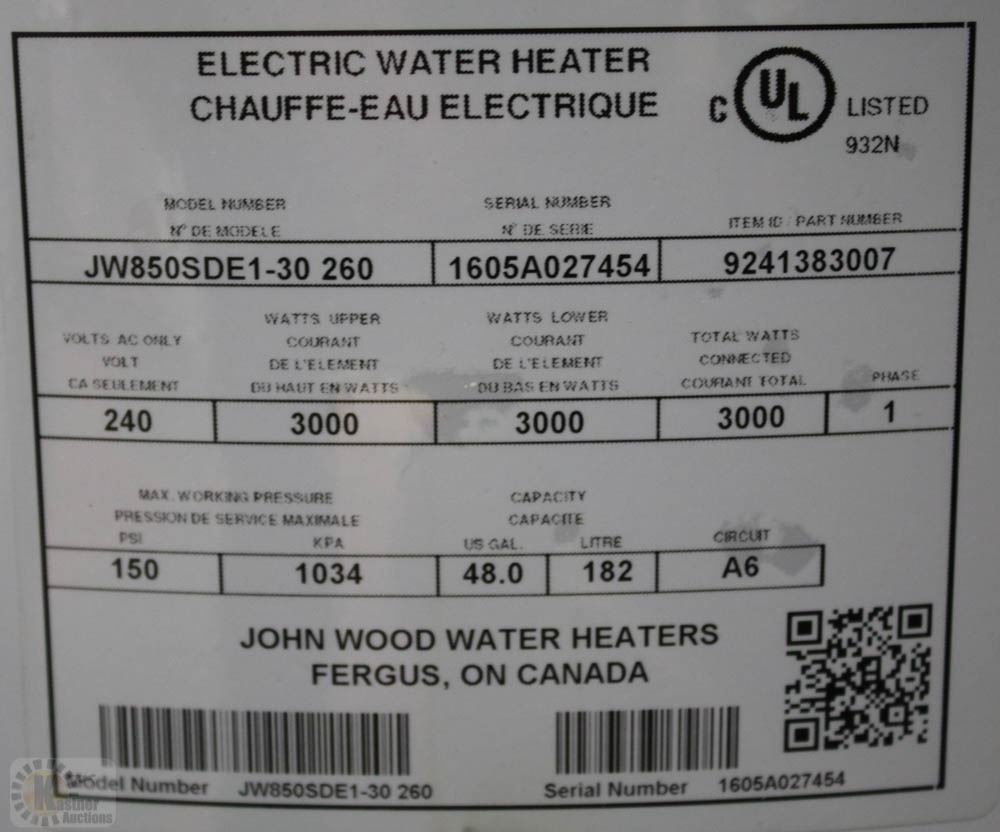 ELECTRIC WATER HEATER
CHAUFFE-EAU ELECTRIQUE
C UL LISTED
932N
MODEL NUMBER
N° DE MODELE
SERIAL NUMBER
N° DE SERIE
ITEM ID / PART NUMBER
JW850SDE1-30 260
1605A027454
9241383007
VOLTS AC ONLY
VOLT
CA SEULEMENT
WATTS UPPER
COURANT
DE L'ELEMENT
DU HAUT EN WATTS
WATTS LOWER
COURANT
DE L'ELEMENT
DU BAS EN WATTS
TOTAL WATTS
CONNECTED
COURANT TOTAL
PHASE
240
3000
3000
3000
1
MAX. WORKING PRESSURE
PRESSION DE SERVICE MAXIMALE
PSI
KPA
CAPACITY
CAPACITE
US GAL.
LITRE
CIRCUIT
150
1034
48.0
182
A6
JOHN WOOD WATER HEATERS
FERGUS, ON CANADA
Model Number JW850SDE1-30 260
Serial Number 1605A027454
Kastner
Auctions